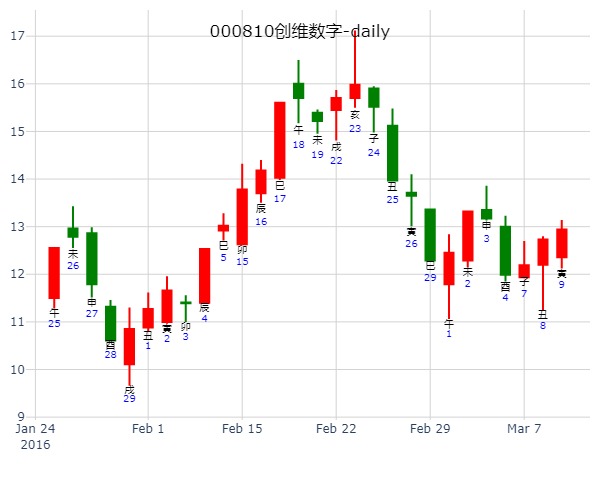 000810创维数字-daily
17
16
15
14
13
12
11
10
9
午
25
未
26
申
27
酉
28
戌
29
丑
1
寅
2
卯
3
辰
4
巳
5
卯
15
辰
16
巳
17
午
18
未
19
戌
22
亥
23
子
24
丑
25
寅
26
巳
29
午
1
未
2
申
3
酉
4
子
7
丑
8
寅
9
Jan 24
2016
Feb 1
Feb 15
Feb 22
Feb 29
Mar 7